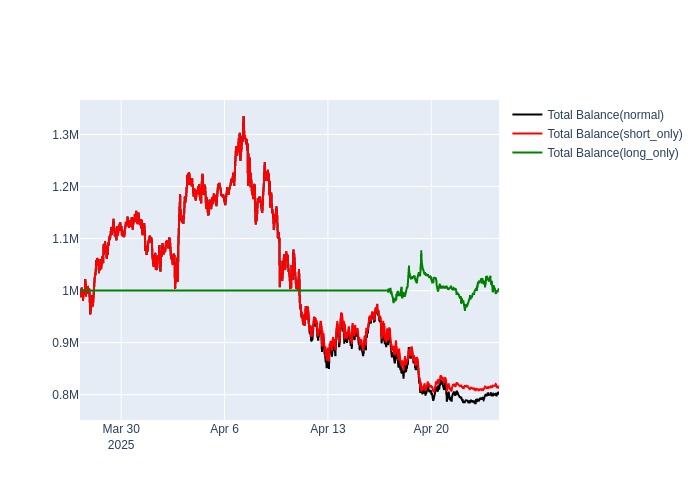 Total Balance(normal)
Total Balance(short_only)
Total Balance(long_only)
1.3M
1.2M
1.1M
1M
0.9M
0.8M
Mar 30
2025
Apr 6
Apr 13
Apr 20